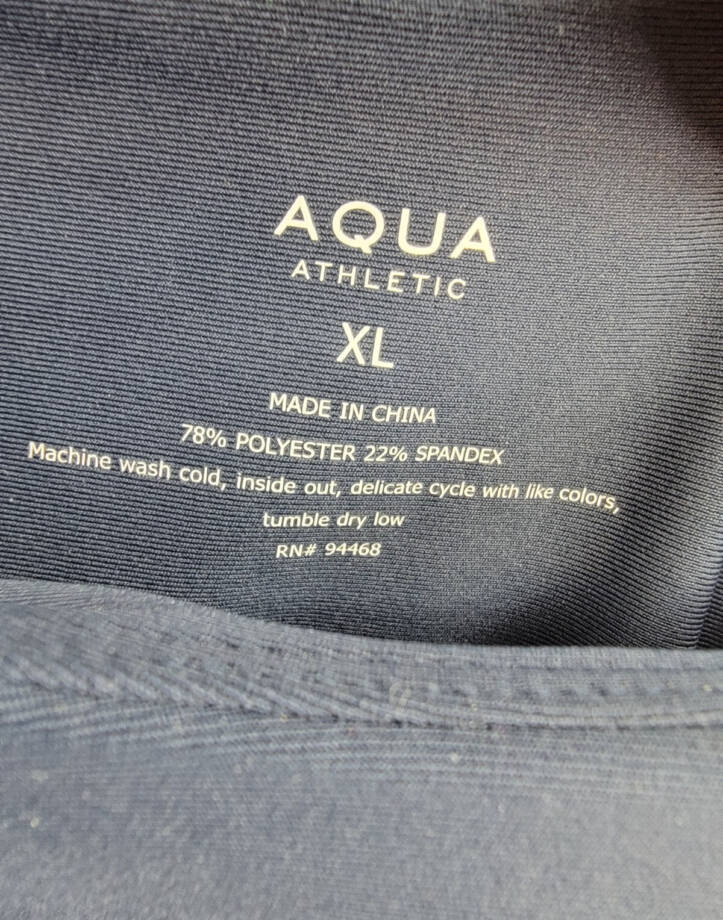 AQUA
ATHLETIC
XL
MADE IN CHINA
78% POLYESTER 22% SPANDEX
Machine wash cold, inside out, delicate cycle with like colors,
tumble dry low
RN# 94468